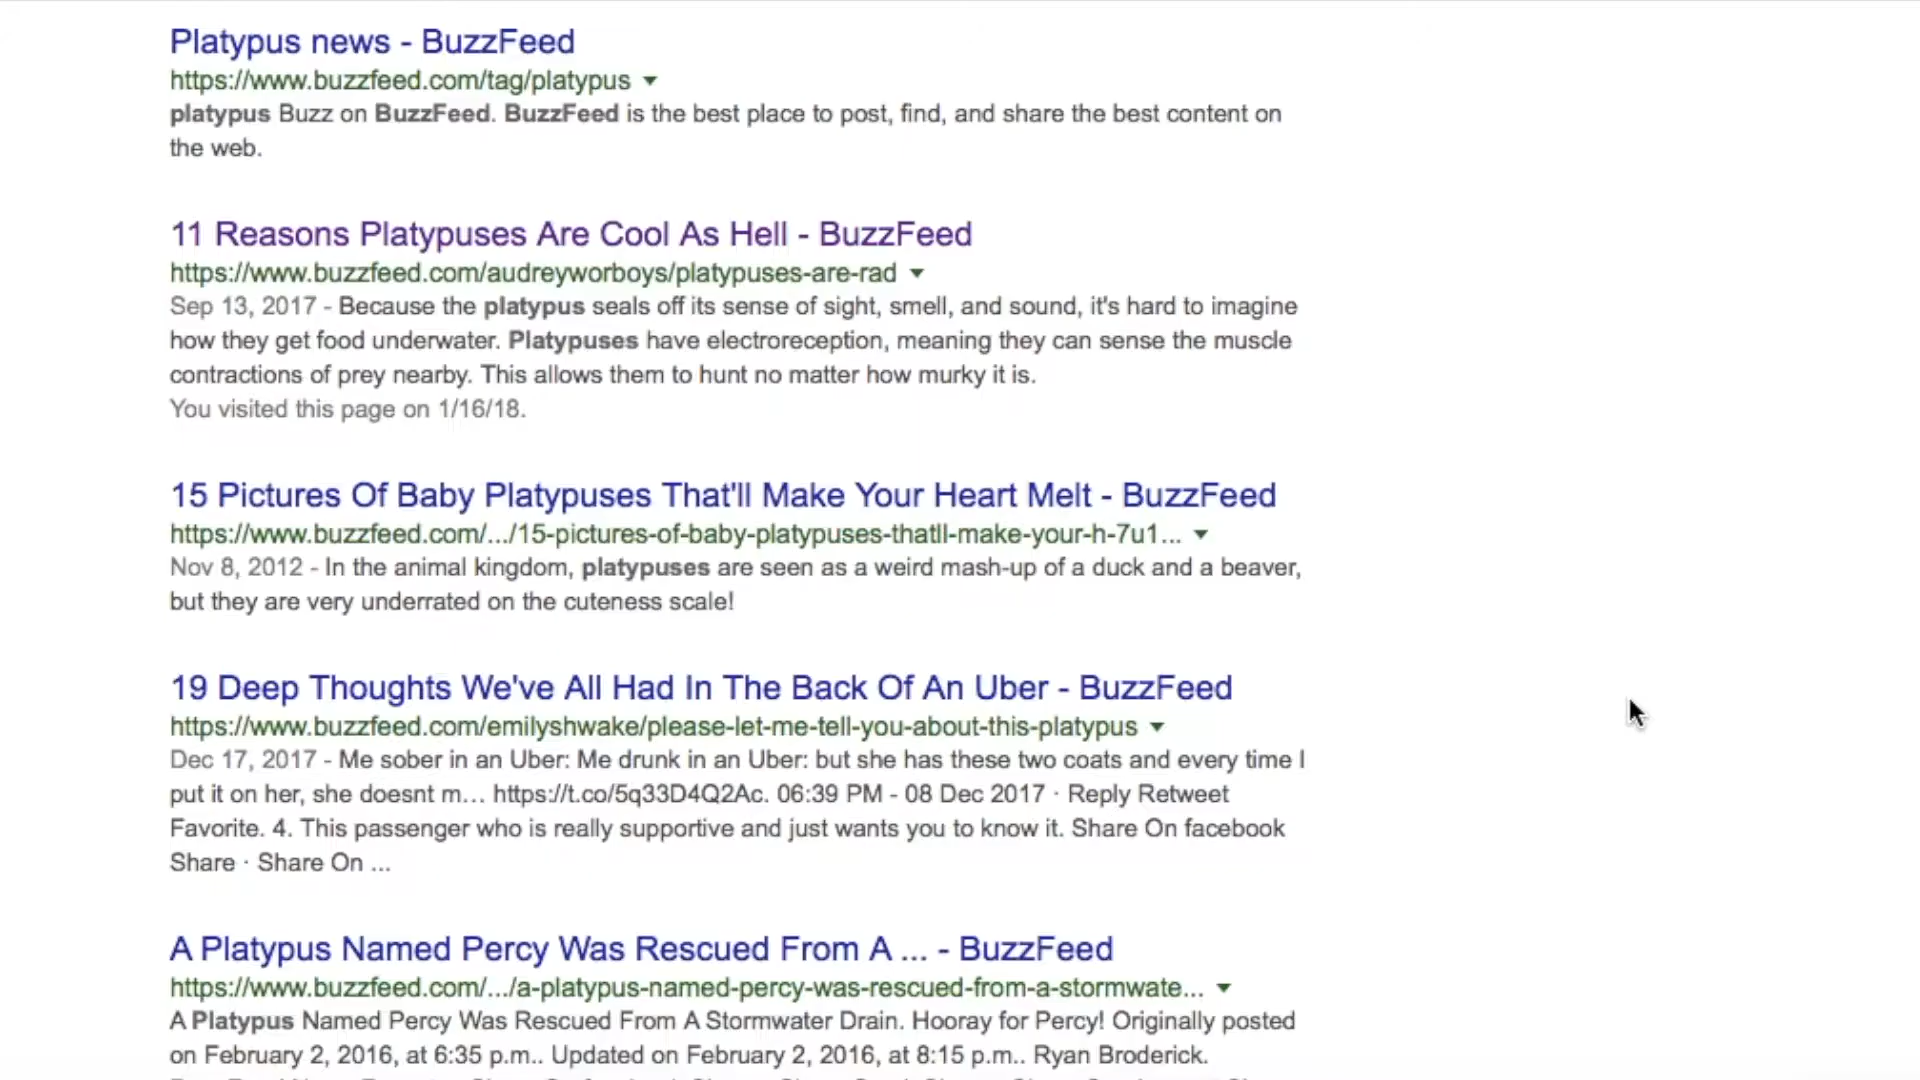 Platypus news - BuzzFeed
https://www.buzzfeed.com/tag/platypus
platypus Buzz on BuzzFeed. BuzzFeed is the best place to post, find, and share the best content on
the web.
11 Reasons Platypuses Are Cool As Hell - BuzzFeed
https://www.buzzfeed.com/audreyworboys/platypuses-are-rad
Sep 13, 2017 - Because the platypus seals off its sense of sight, smell, and sound, it's hard to imagine
how they get food underwater. Platypuses have electroreception, meaning they can sense the muscle
contractions of prey nearby. This allows them to hunt no matter how murky it is.
You visited this page on 1/16/18.
15 Pictures Of Baby Platypuses That'll Make Your Heart Melt - BuzzFeed
https://www.buzzfeed.com/.../15-pictures-of-baby-platypuses-thatll-make-your-h-7u1...
Nov 8, 2012 - In the animal kingdom, platypuses are seen as a weird mash-up of a duck and a beaver,
but they are very underrated on the cuteness scale!
19 Deep Thoughts We've All Had In The Back Of An Uber - BuzzFeed
https://www.buzzfeed.com/emilyshwake/please-let-me-tell-you-about-this-platypus
Dec 17, 2017 - Me sober in an Uber: Me drunk in an Uber: but she has these two coats and every time I
put it on her, she doesnt m... https://t.co/5q33D4Q2Ac. 06:39 PM - 08 Dec 2017 · Reply Retweet
Favorite. 4. This passenger who is really supportive and just wants you to know it. Share On facebook
Share · Share On ...
A Platypus Named Percy Was Rescued From A ... - BuzzFeed
https://www.buzzfeed.com/.../a-platypus-named-percy-was-rescued-from-a-stormwate...
A Platypus Named Percy Was Rescued From A Stormwater Drain. Hooray for Percy! Originally posted
on February 2, 2016, at 6:35 p.m.. Updated on February 2, 2016, at 8:15 p.m.. Ryan Broderick.